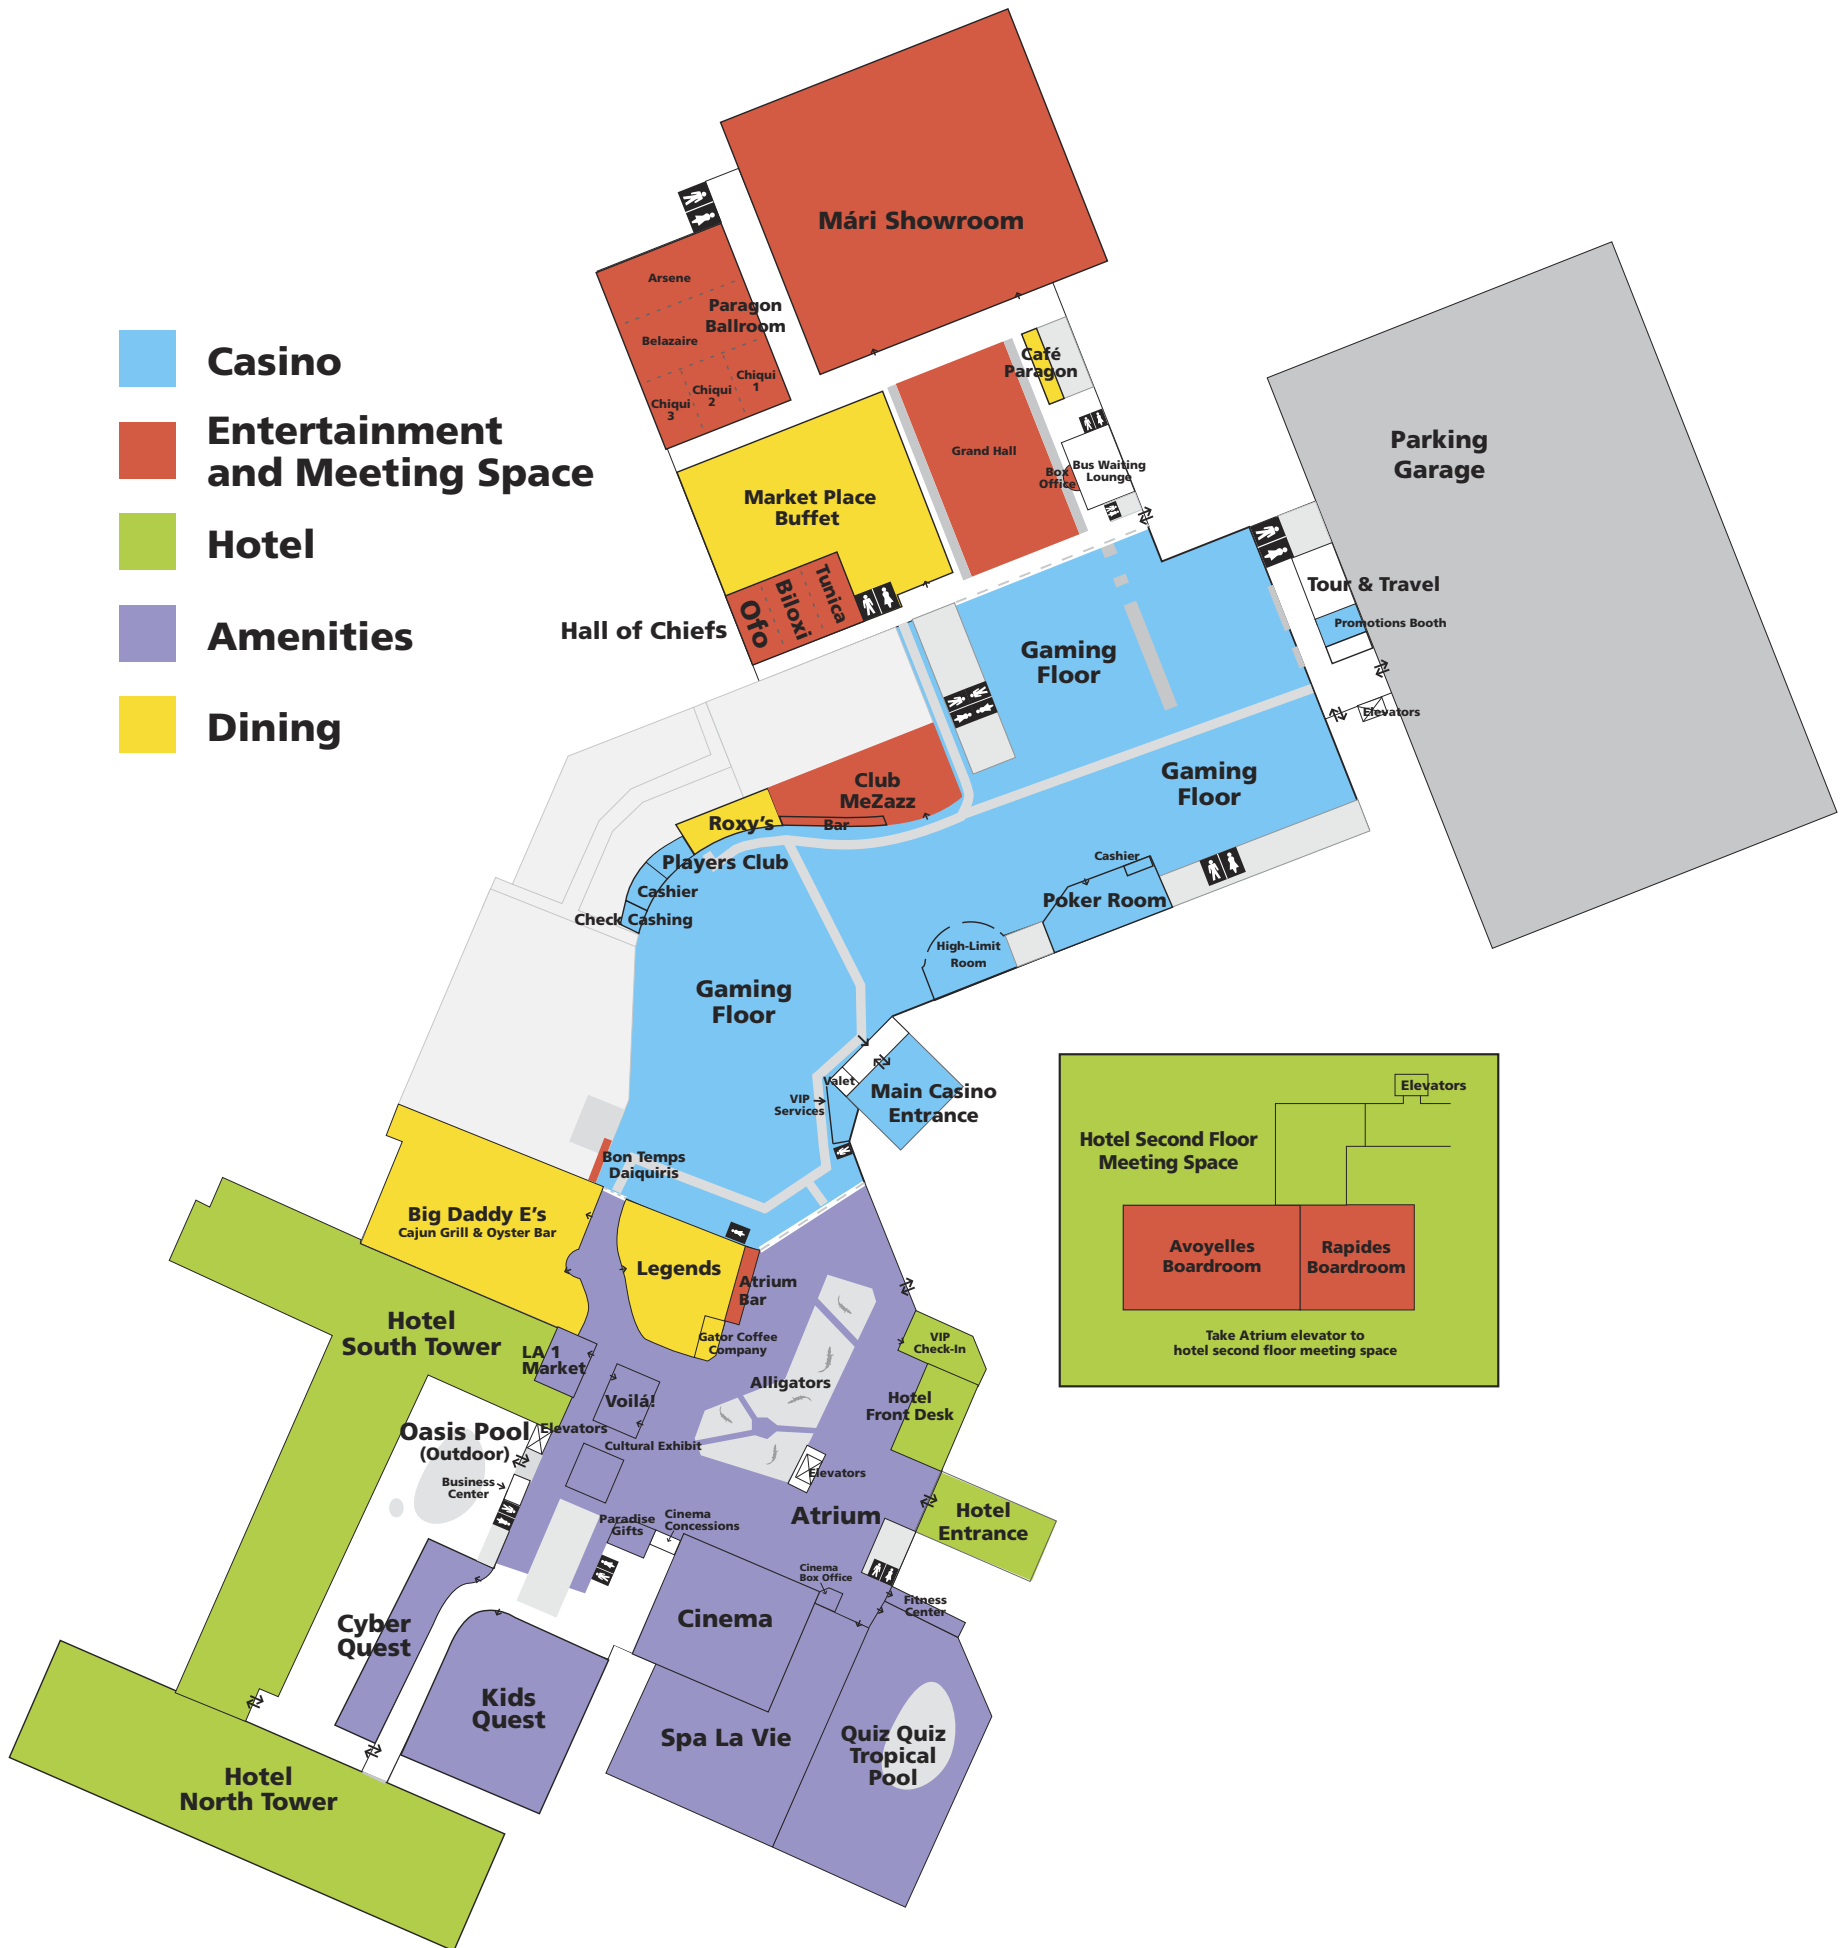 Casino
Entertainment
and Meeting Space
Hotel
Amenities
Dining
Mári Showroom
Arsene
Paragon
Ballroom
Belazaire
Chiqui
1
Chiqui
2
Chiqui
3
Café
Paragon
Grand Hall
Box
Office
Bus Waiting
Lounge
Market Place
Buffet
Parking
Garage
Ofo
Biloxi
Tunica
Hall of Chiefs
Tour & Travel
Promotions Booth
Elevators
Gaming
Floor
Gaming
Floor
Club
MeZazz
Bar
Roxy's
Players Club
Cashier
Check Cashing
Cashier
Poker Room
High-Limit
Room
Gaming
Floor
Valet
VIP
Services
Main Casino
Entrance
Bon Temps
Daiquiris
Big Daddy E's
Cajun Grill & Oyster Bar
Legends
Atrium
Bar
Gator Coffee
Company
Hotel
South Tower
LA 1
Market
Voilá!
Alligators
VIP
Check-In
Hotel
Front Desk
Oasis Pool
(Outdoor)
Elevators
Cultural Exhibit
Business
Center
Elevators
Atrium
Hotel
Entrance
Paradise
Gifts
Cinema
Concessions
Cinema
Box Office
Fitness
Center
Cinema
Cyber
Quest
Kids
Quest
Spa La Vie
Quiz Quiz
Tropical
Pool
Hotel
North Tower
Elevators
Hotel Second Floor
Meeting Space
Avoyelles
Boardroom
Rapides
Boardroom
Take Atrium elevator to
hotel second floor meeting space